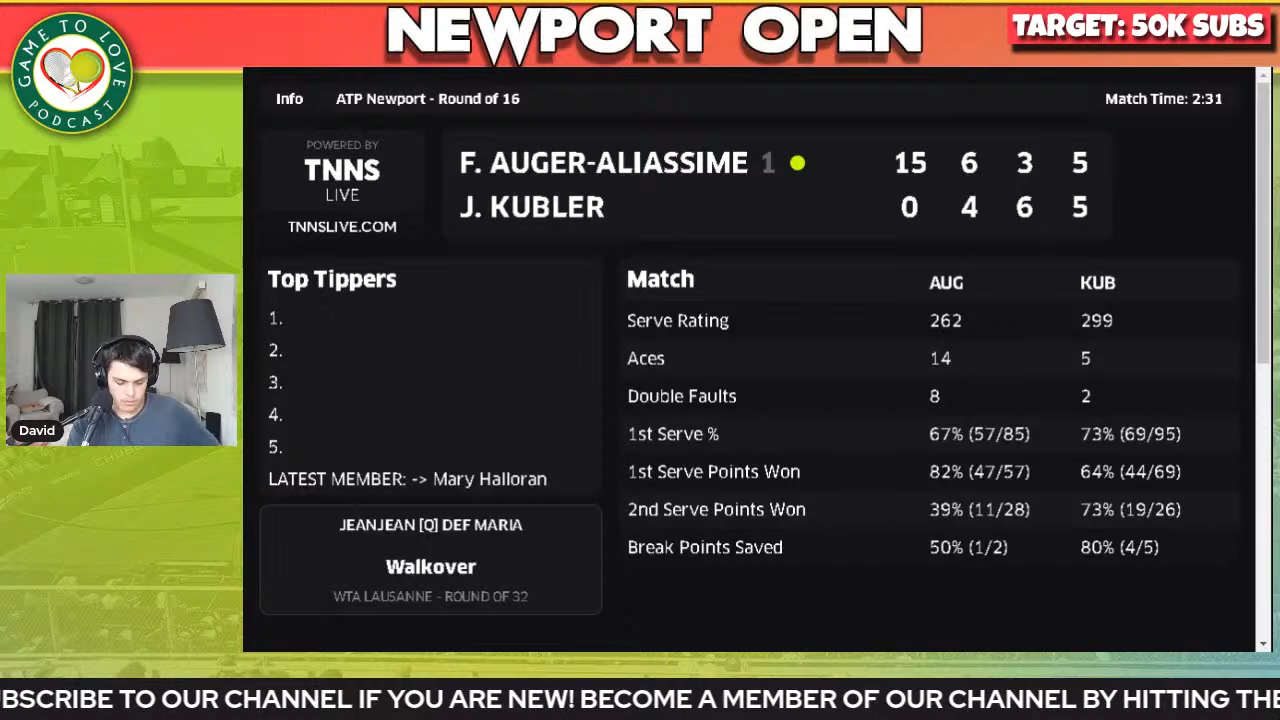 NEWPORT OPEN
TARGET: 50K SUBS
GAME TO LOVE
PODCAST
Info ATP Newport - Round of 16 Match Time: 2:31
POWERED BY
TNNS
LIVE
TNNSLIVE.COM
F. AUGER-ALIASSIME 1 15 6 3 5
J. KUBLER 0 4 6 5
Top Tippers
1.
2.
3.
4.
5.
LATEST MEMBER: -> Mary Halloran
JEANJEAN [Q] DEF MARIA
Walkover
WTA LAUSANNE - ROUND OF 32
Match AUG KUB
Serve Rating 262 299
Aces 14 5
Double Faults 8 2
1st Serve % 67% (57/85) 73% (69/95)
1st Serve Points Won 82% (47/57) 64% (44/69)
2nd Serve Points Won 39% (11/28) 73% (19/26)
Break Points Saved 50% (1/2) 80% (4/5)
David
UBSCRIBE TO OUR CHANNEL IF YOU ARE NEW! BECOME A MEMBER OF OUR CHANNEL BY HITTING THE